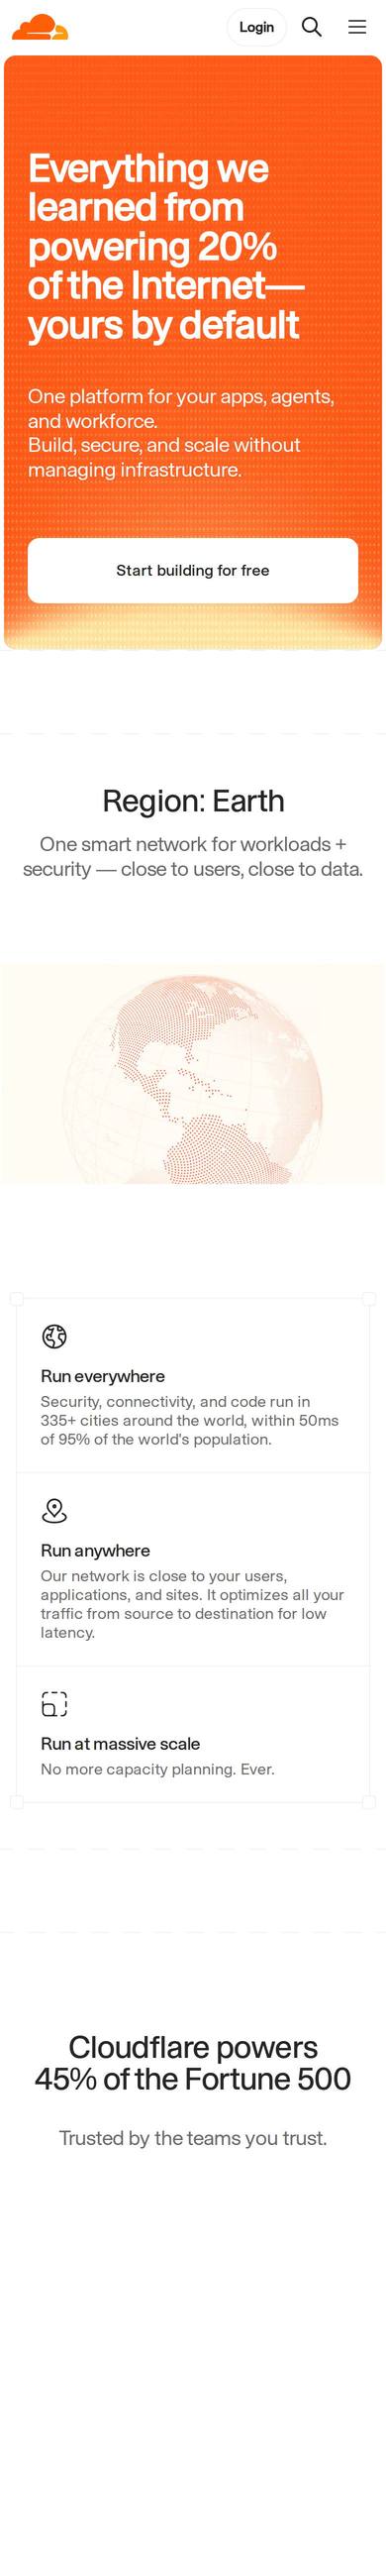 Login
Everything we
learned from
powering 20%
of the Internet—
yours by default
One platform for your apps, agents,
and workforce.
Build, secure, and scale without
managing infrastructure.
Start building for free
Region: Earth
One smart network for workloads +
security — close to users, close to data.
Run everywhere
Security, connectivity, and code run in
335+ cities around the world, within 50ms
of 95% of the world's population.
Run anywhere
Our network is close to your users,
applications, and sites. It optimizes all your
traffic from source to destination for low
latency.
Run at massive scale
No more capacity planning. Ever.
Cloudflare powers
45% of the Fortune 500
Trusted by the teams you trust.